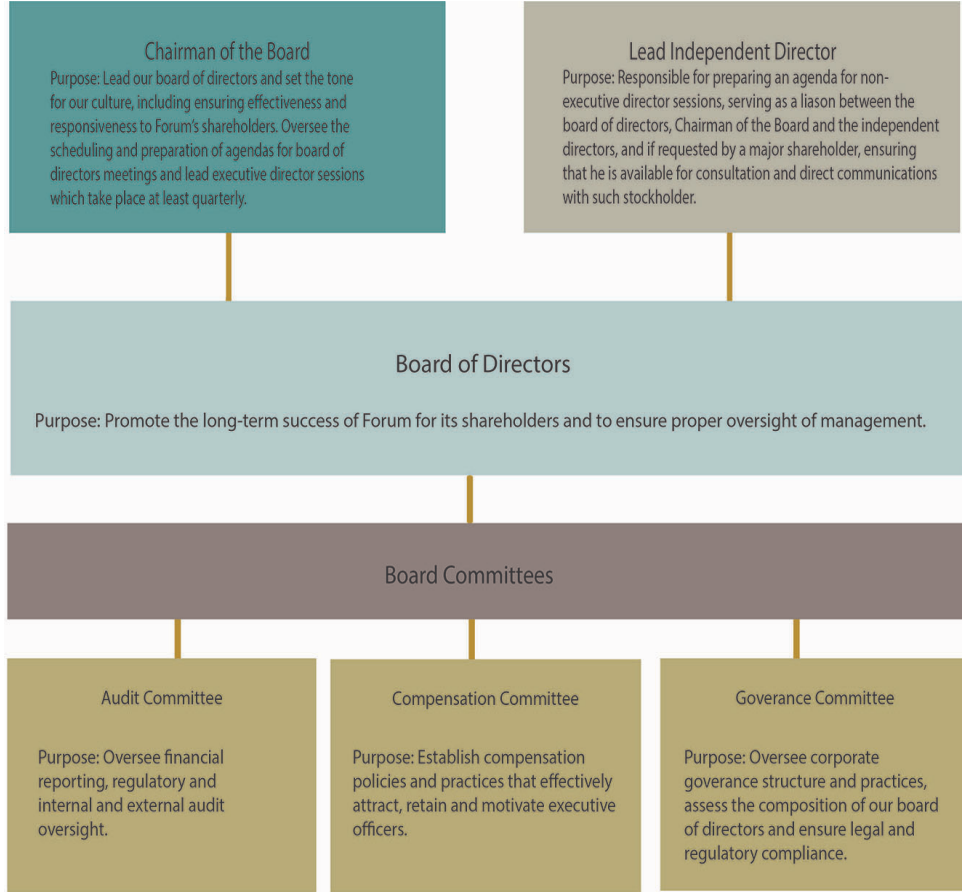 Chairman of the Board
Purpose: Lead our board of directors and set the tone
for our culture, including ensuring effectiveness and
responsiveness to Forum's shareholders. Oversee the
scheduling and preparation of agendas for board of
directors meetings and lead executive director sessions
which take place at least quarterly.
Lead Independent Director
Purpose: Responsible for preparing an agenda for non-
executive director sessions, serving as a liason between the
board of directors, Chairman of the Board and the independent
directors, and if requested by a major shareholder, ensuring
that he is available for consultation and direct communications
with such stockholder.
Board of Directors
Purpose: Promote the long-term success of Forum for its shareholders and to ensure proper oversight of management.
Board Committees
Audit Committee
Purpose: Oversee financial
reporting, regulatory and
internal and external audit
oversight.
Compensation Committee
Purpose: Establish compensation
policies and practices that effectively
attract, retain and motivate executive
officers.
Goverance Committee
Purpose: Oversee corporate
goverance structure and practices,
assess the composition of our board
of directors and ensure legal and
regulatory compliance.